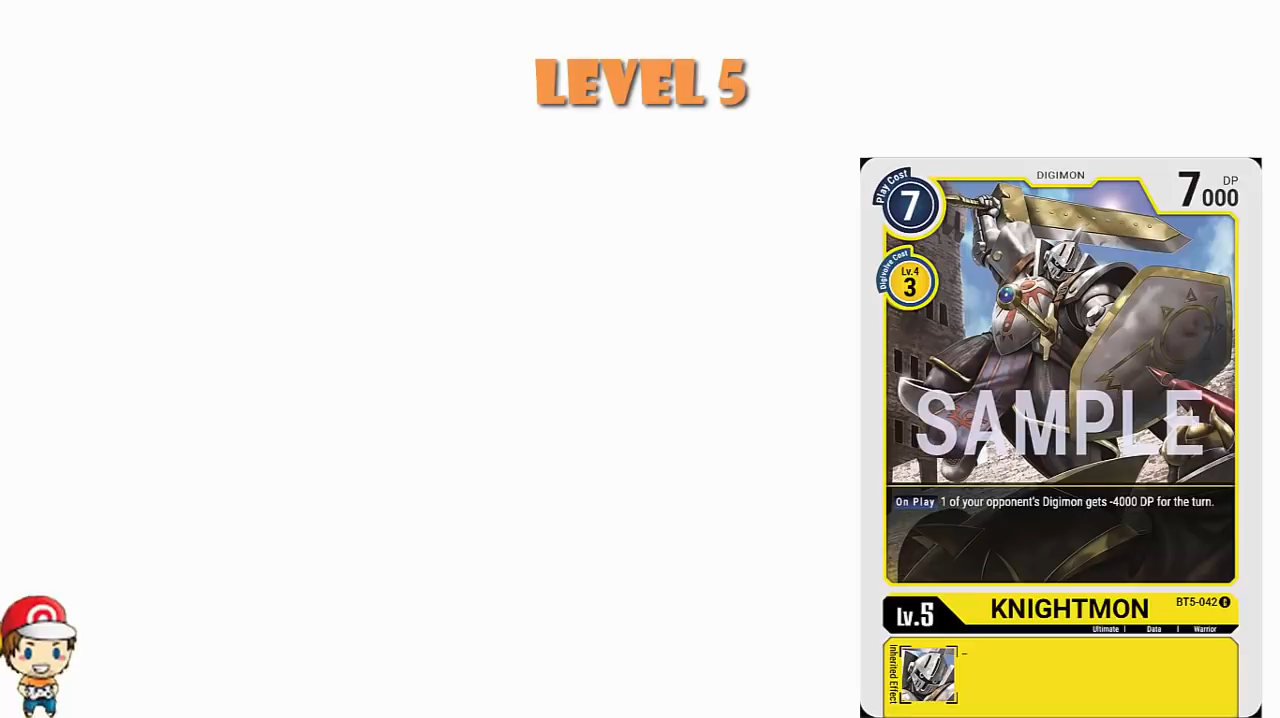 LEVEL 5
Play Cost
7
DIGIMON
DP
7000
Digivolve Cost
Lv.4
3
SAMPLE
On Play 1 of your opponent's Digimon gets -4000 DP for the turn.
Lv.5
KNIGHTMON
BT5-042 C
Ultimate | Data | Warrior
Inherited Effect
–